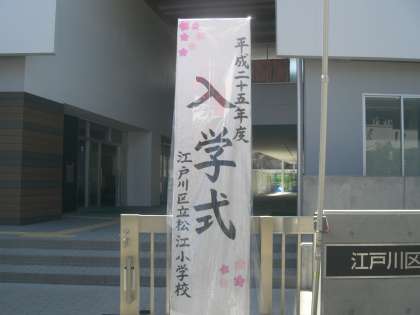 平成二十五年度
入学式
江戸川区立松江小学校
江戸川区